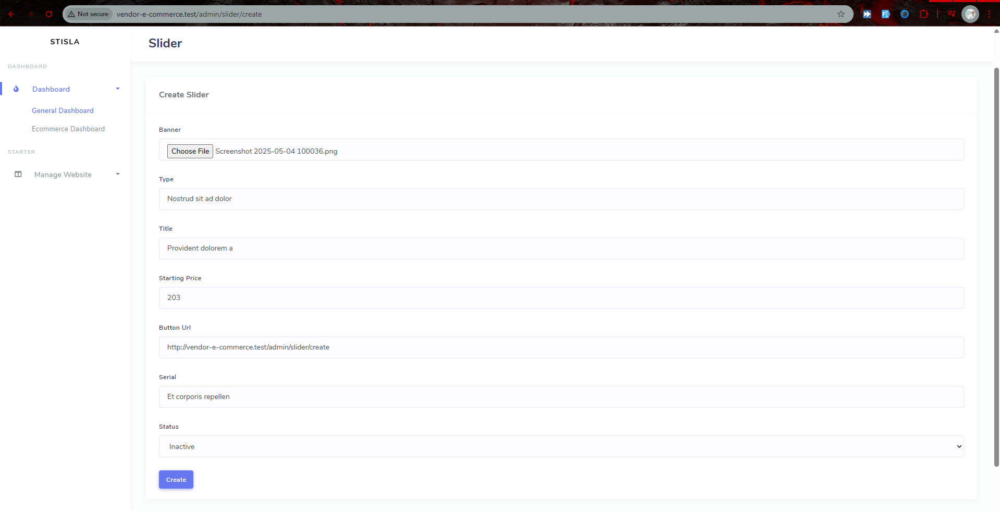 Not secure
vendor-e-commerce.test/admin/slider/create
STISLA
DASHBOARD
Dashboard
General Dashboard
Ecommerce Dashboard
STARTER
Manage Website
Slider
Create Slider
Banner
Choose File Screenshot 2025-05-04 100036.png
Type
Nostrud sit ad dolor
Title
Provident dolorem a
Starting Price
203
Button Url
http://vendor-e-commerce.test/admin/slider/create
Serial
Et corporis repellen
Status
Inactive
Create